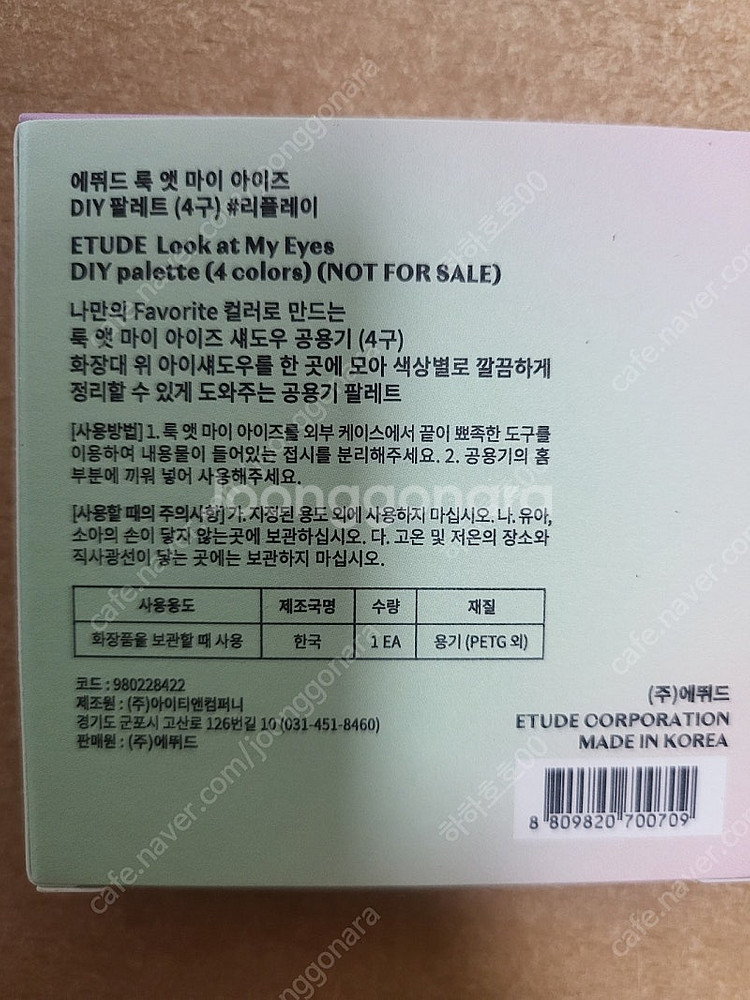 에뛰드 룩 앳 마이 아이즈
DIY 팔레트 (4구) #리플레이
ETUDE Look at My Eyes
DIY palette (4 colors) (NOT FOR SALE)
나만의 Favorite 컬러로 만드는
룩 앳 마이 아이즈 섀도우 공용기 (4구)
화장대 위 아이섀도우를 한 곳에 모아 색상별로 깔끔하게
정리할 수 있게 도와주는 공용기 팔레트
[사용방법] 1. 룩 앳 마이 아이즈를 외부 케이스에서 끝이 뾰족한 도구를
이용하여 내용물이 들어있는 접시를 분리해주세요. 2. 공용기의 홈
부분에 끼워 넣어 사용해주세요.
joonggonara
[사용할 때의 주의사항] 가. 지정된 용도 외에 사용하지 마십시오. 나. 유아,
소아의 손이 닿지 않는곳에 보관하십시오. 다. 고온 및 저온의 장소와
직사광선이 닿는 곳에는 보관하지 마십시오.
사용용도 제조국명 수량 재질
화장품을 보관할 때 사용 한국 1 EA 용기 (PETG 외)
코드 : 980228422
제조원 : (주)아이티앤컴퍼니
경기도 군포시 고산로 126번길 10 (031-451-8460)
판매원 : (주)에뛰드
(주)에뛰드
ETUDE CORPORATION
MADE IN KOREA
8 809820 700709
cafe.naver.com/joonggonara
하하호호00